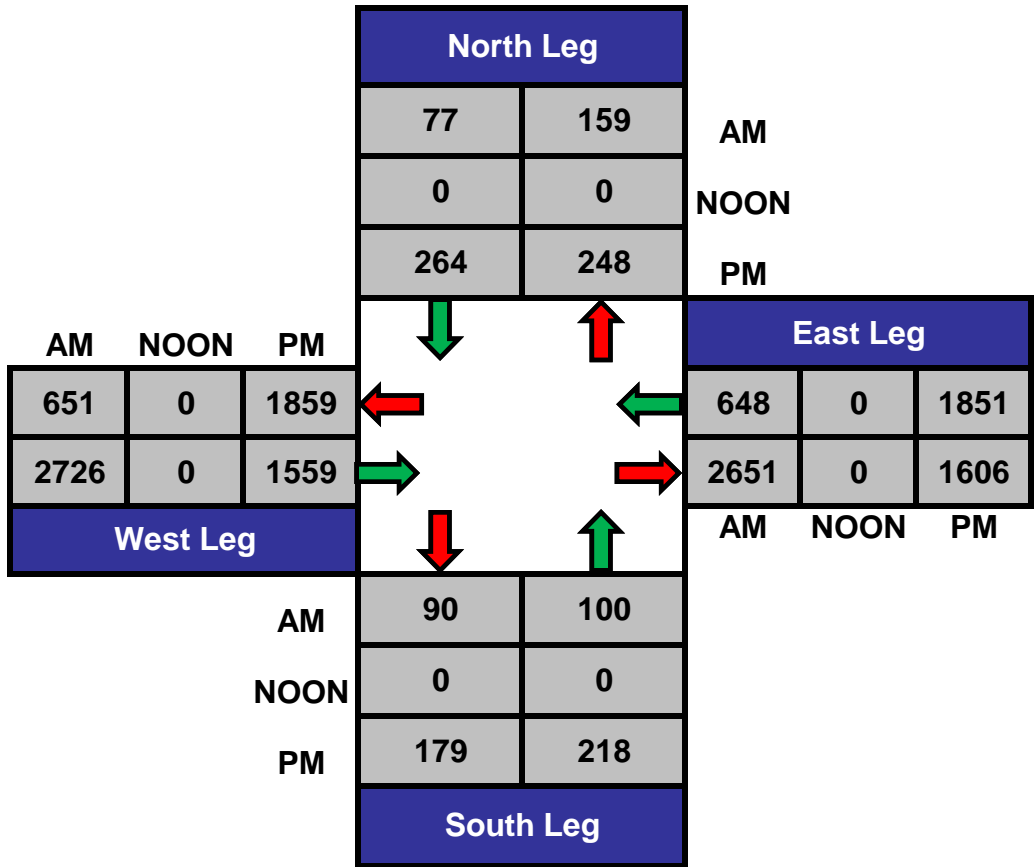 North Leg
77 159 AM
0 0 NOON
264 248 PM
AM NOON PM East Leg
651 0 1859 648 0 1851
2726 0 1559 2651 0 1606
West Leg AM NOON PM
AM 90 100
NOON 0 0
PM 179 218
South Leg